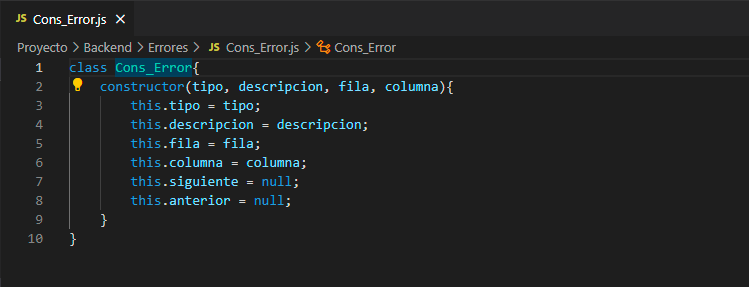 JS Cons_Error.js ×
Proyecto > Backend > Errores > JS Cons_Error.js > Cons_Error
1 class Cons_Error{
2 constructor(tipo, descripcion, fila, columna){
3 this.tipo = tipo;
4 this.descripcion = descripcion;
5 this.fila = fila;
6 this.columna = columna;
7 this.siguiente = null;
8 this.anterior = null;
9 }
10 }